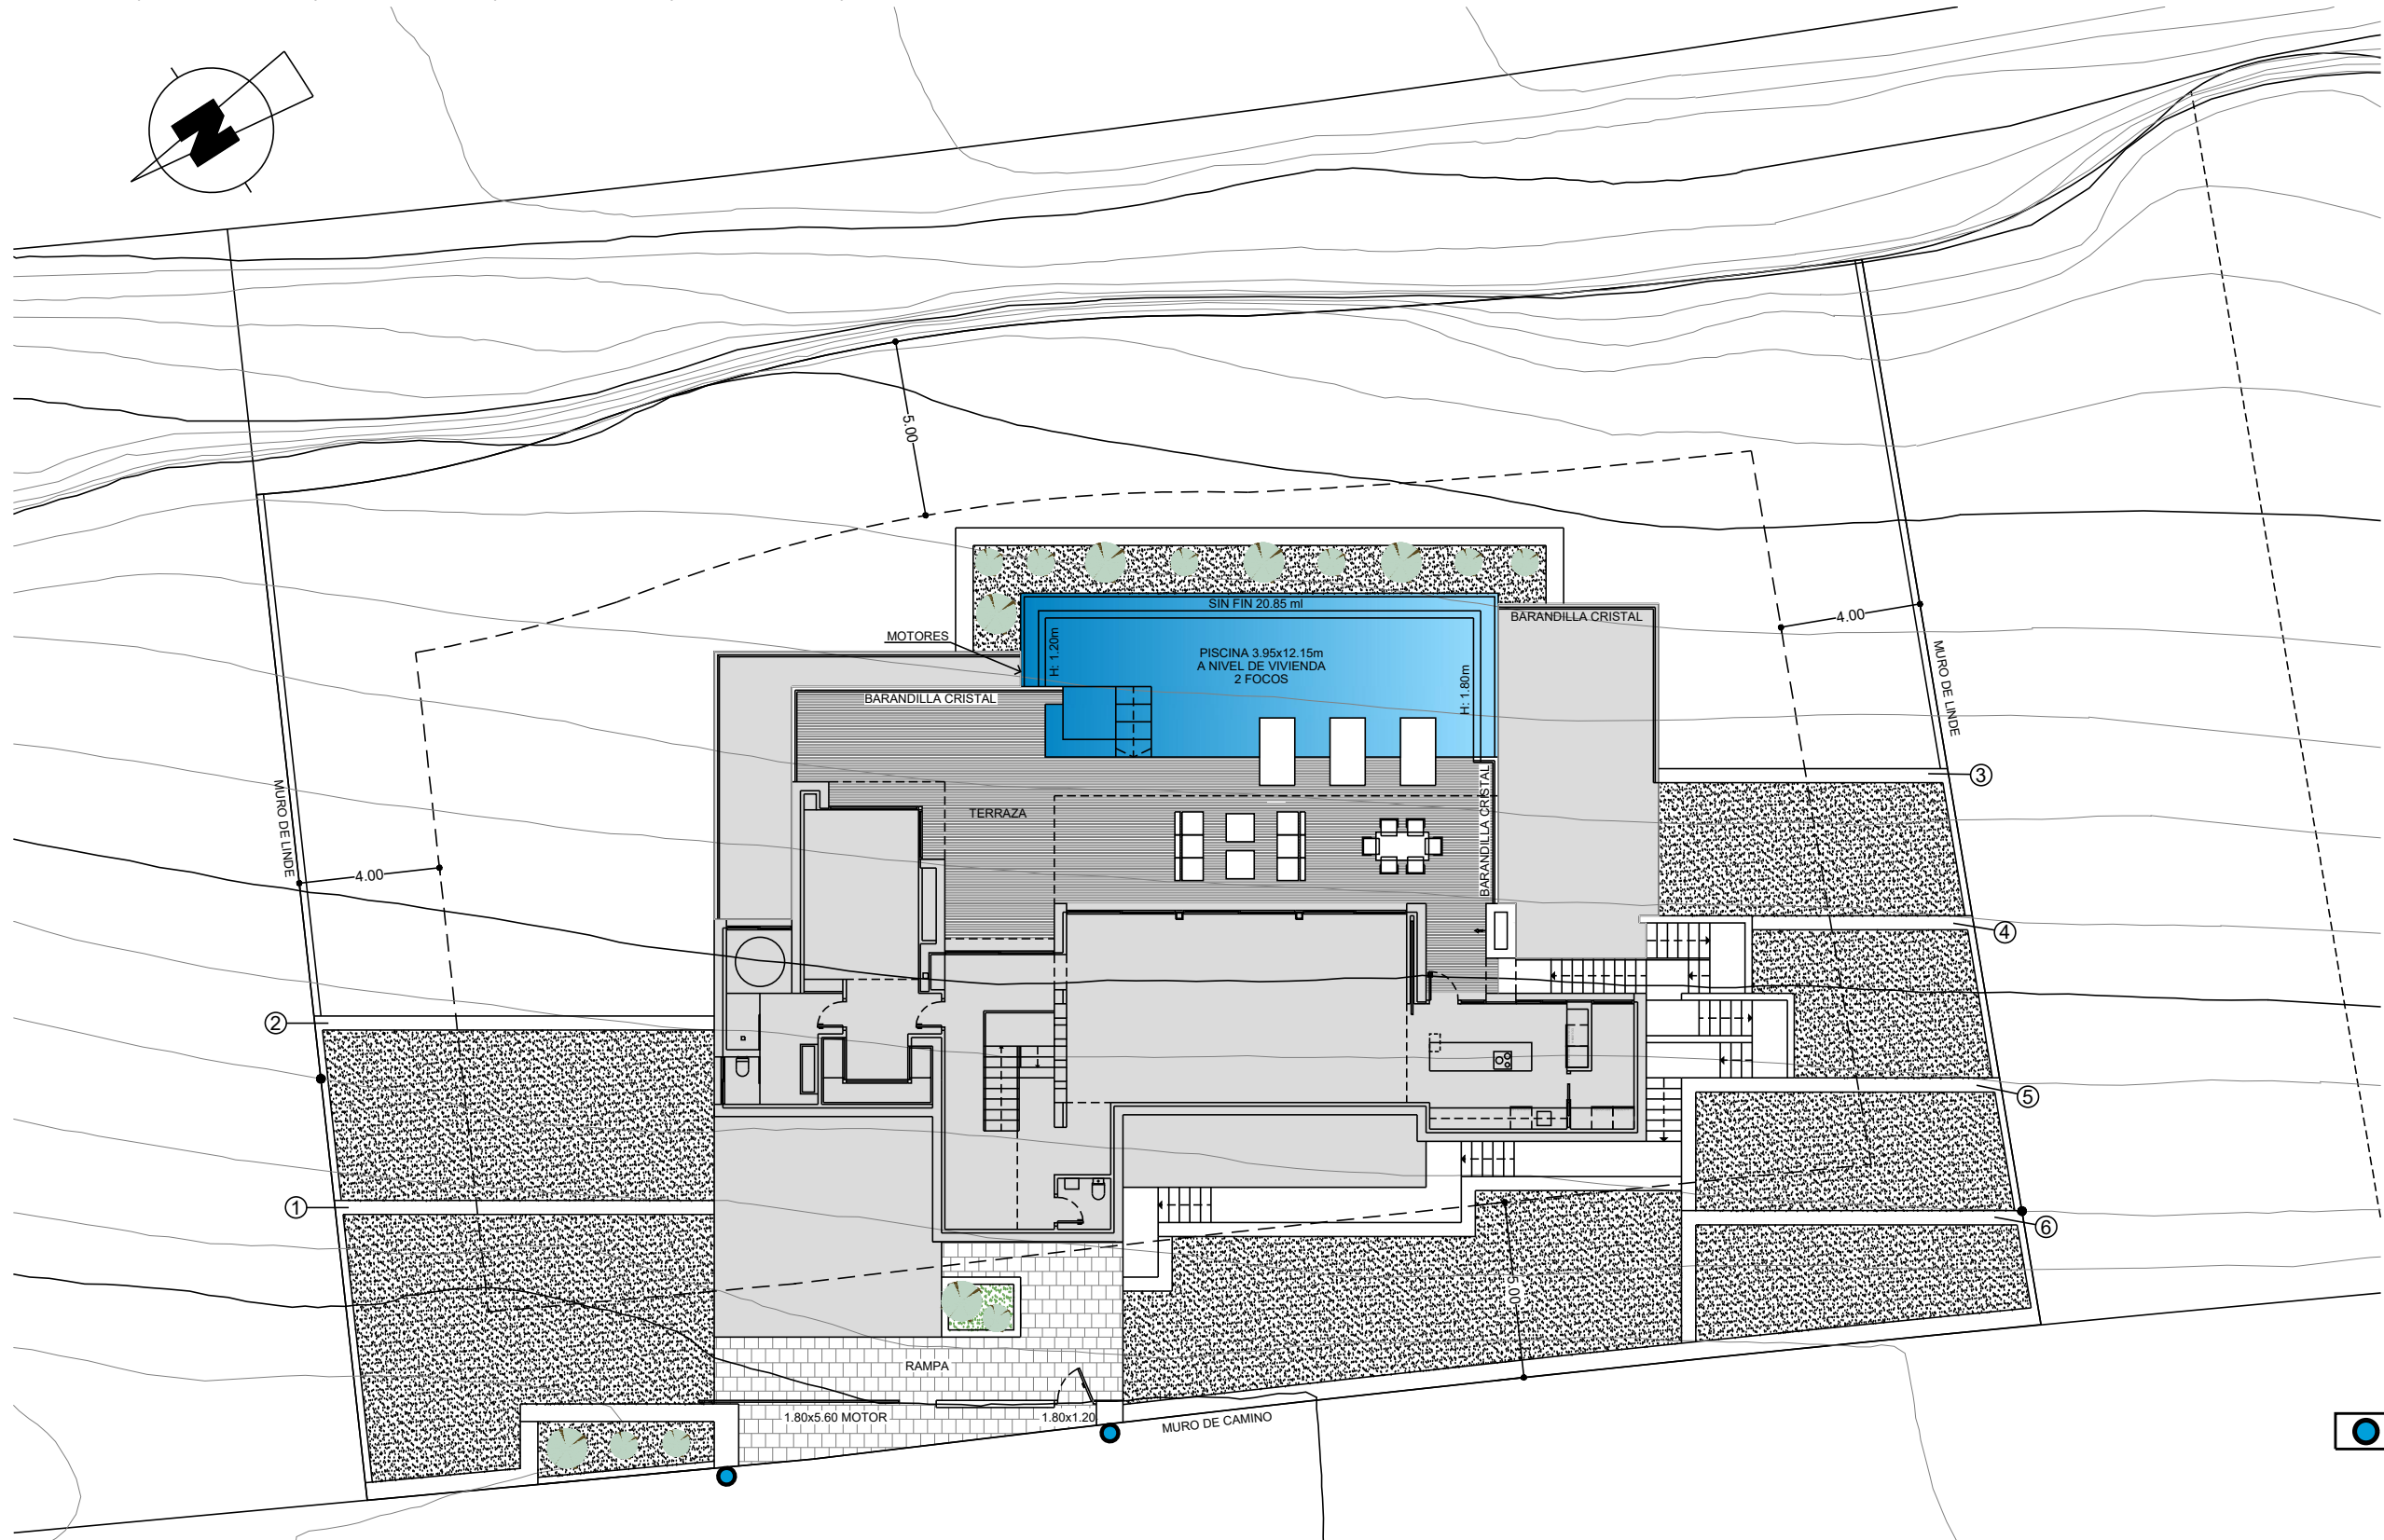 N
5.00
SIN FIN 20.85 ml
BARANDILLA CRISTAL
4.00
MOTORES
H: 1.20m
PISCINA 3.95x12.15m
A NIVEL DE VIVIENDA
2 FOCOS
H: 1.80m
MURO DE LINDE
BARANDILLA CRISTAL
3
TERRAZA
BARANDILLA CRISTAL
MURO DE LINDE
4.00
4
2
5
1
6
5.00
RAMPA
1.80x5.60 MOTOR
1.80x1.20
MURO DE CAMINO